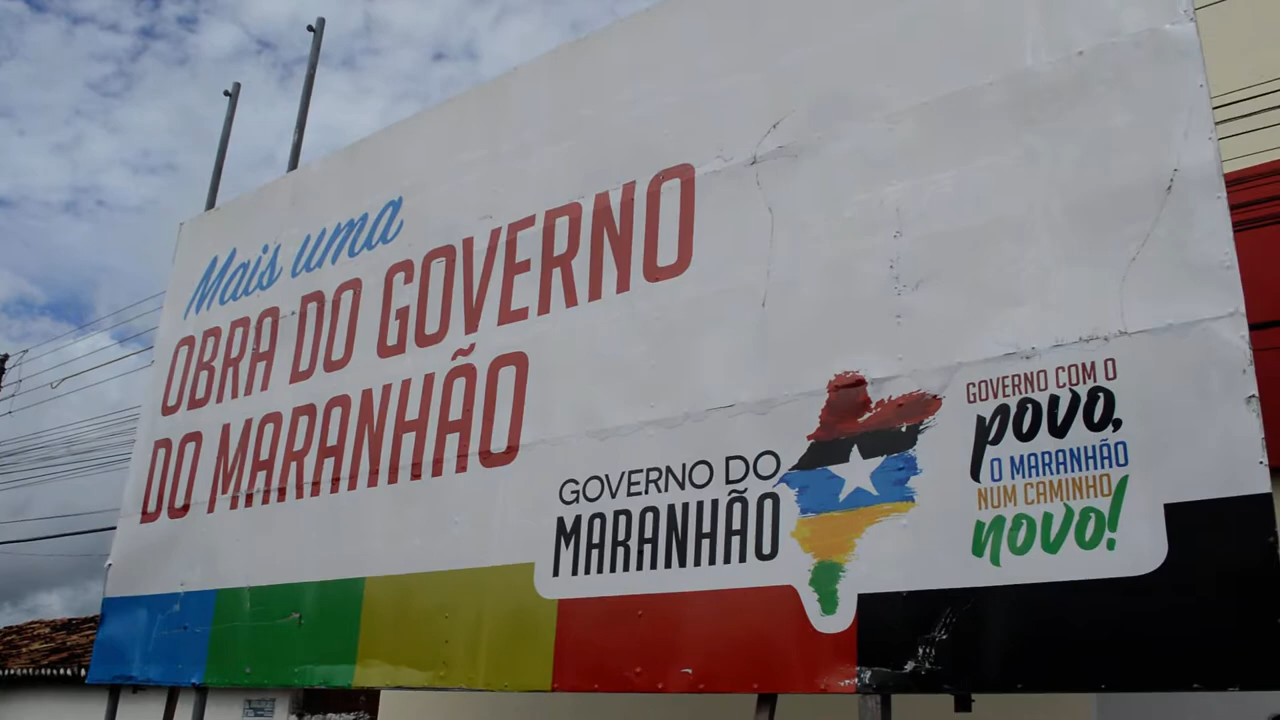 Mais uma
OBRA DO GOVERNO
DO MARANHÃO
GOVERNO DO
MARANHÃO
GOVERNO COM O
povo,
O MARANHÃO
NUM CAMINHO
novo!